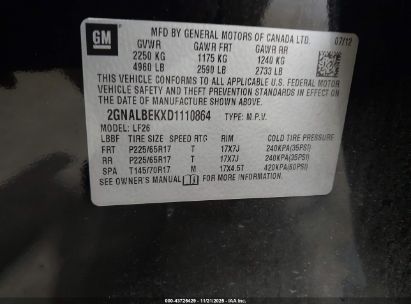 GM
MFD BY GENERAL MOTORS OF CANADA LTD.
07/12
GVWR GAWR FRT GAWR RR
2250 KG 1175 KG 1240 KG
4960 LB 2590 LB 2733 LB
THIS VEHICLE CONFORMS TO ALL APPLICABLE U.S. FEDERAL MOTOR
VEHICLE SAFETY AND THEFT PREVENTION STANDARDS IN EFFECT ON
THE DATE OF MANUFACTURE SHOWN ABOVE.
2GNALBEKXD1110864 TYPE: M.P.V.
MODEL: LF26
LBBF TIRE SIZE SPEED RTG RIM COLD TIRE PRESSURE
FRT P225/65R17 T 17X7J 240KPA(35PSI)
RR P225/65R17 T 17X7J 240KPA(35PSI)
SPA T145/70R17 M 17X4.5T 420KPA(60PSI)
SEE OWNER'S MANUAL FOR MORE INFORMATION.